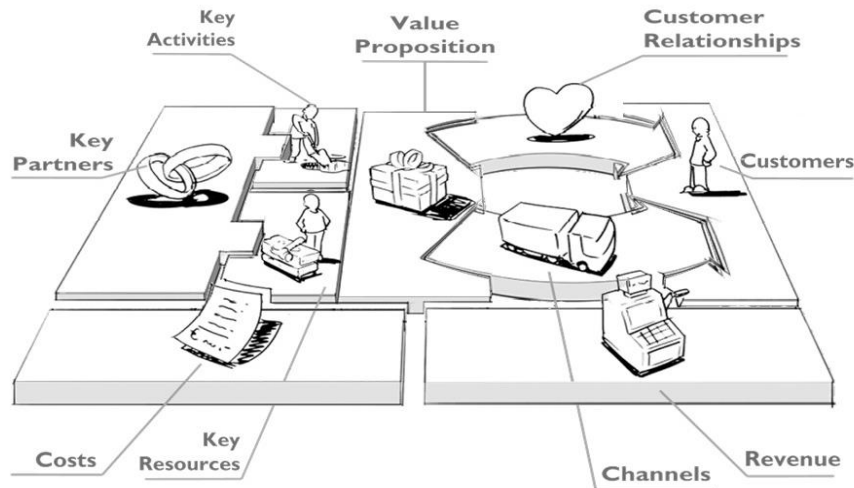 Key
Activities
Value
Proposition
Customer
Relationships
Key
Partners
Customers
Costs
Key
Resources
Channels
Revenue